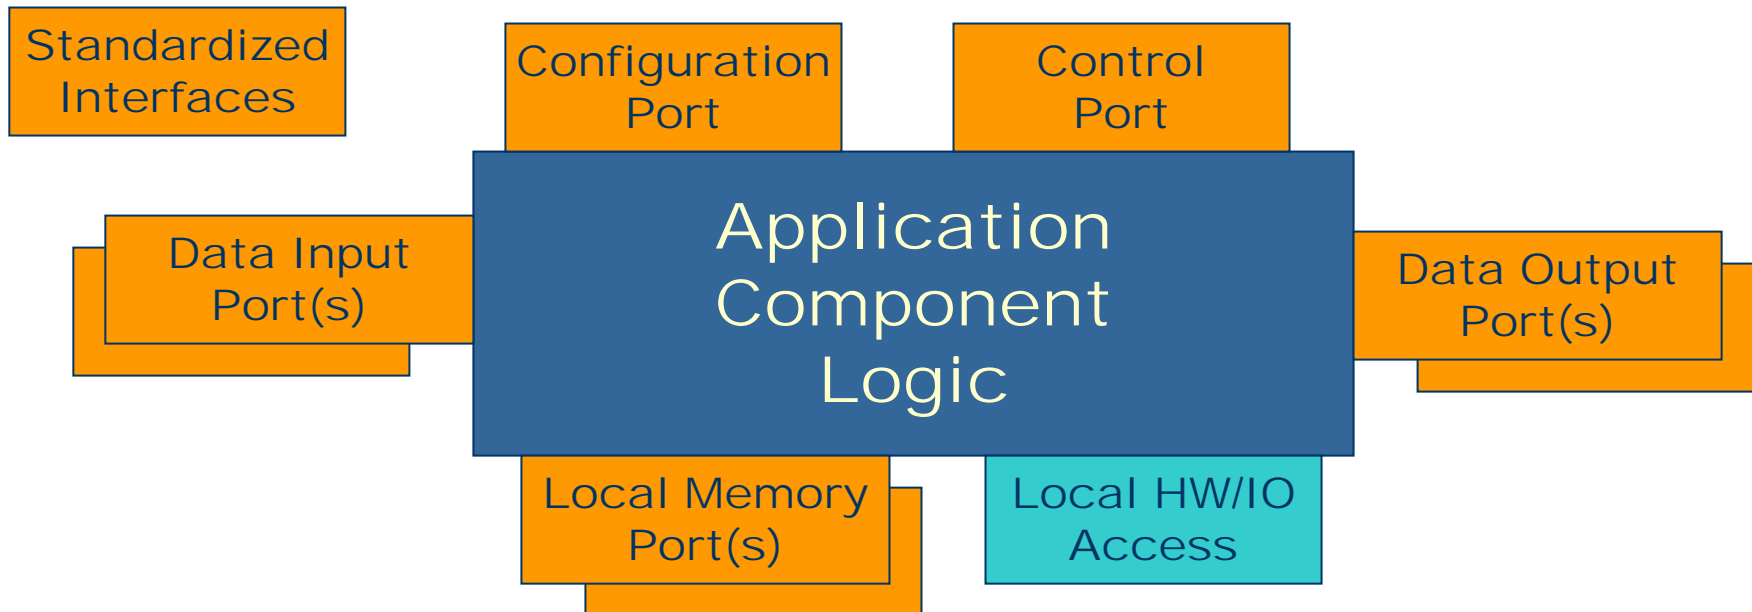 Standardized
Interfaces
Configuration
Port
Control
Port
Data Input
Port(s)
Application
Component
Logic
Data Output
Port(s)
Local Memory
Port(s)
Local HW/IO
Access